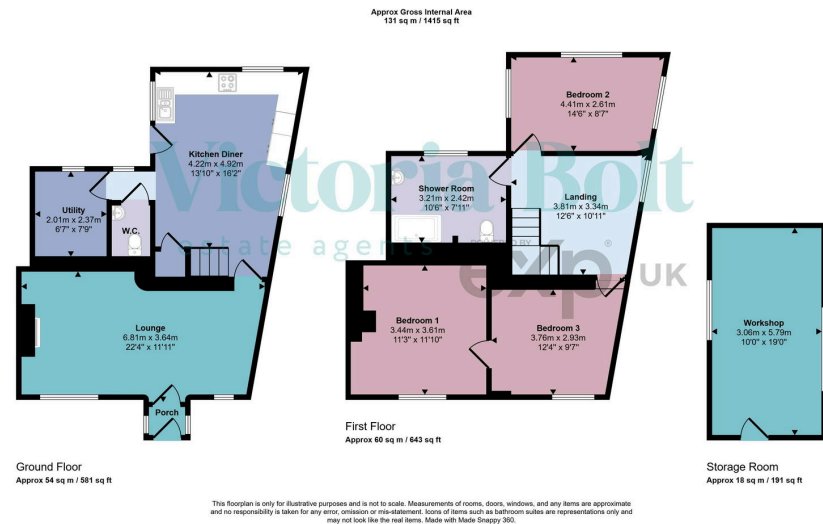 Approx Gross Internal Area
131 sq m / 1415 sq ft
Kitchen Diner
4.22m x 4.92m
13'10" x 16'2"
Utility
2.01m x 2.37m
6'7" x 7'9"
W.C.
Lounge
6.81m x 3.64m
22'4" x 11'11"
Porch
Ground Floor
Approx 54 sq m / 581 sq ft
Bedroom 2
4.41m x 2.61m
14'6" x 8'7"
Shower Room
3.21m x 2.42m
10'6" x 7'11"
Landing
3.81m x 3.34m
12'6" x 10'11"
Bedroom 1
3.44m x 3.61m
11'3" x 11'10"
Bedroom 3
3.76m x 2.93m
12'4" x 9'7"
First Floor
Approx 60 sq m / 643 sq ft
Workshop
3.06m x 5.79m
10'0" x 19'0"
Storage Room
Approx 18 sq m / 191 sq ft
Victoria Bolt
estate agents
POWERED BY
exp UK
®
This floorplan is only for illustrative purposes and is not to scale. Measurements of rooms, doors, windows, and any items are approximate
and no responsibility is taken for any error, omission or mis-statement. Icons of items such as bathroom suites are representations only and
may not look like the real items. Made with Made Snappy 360.